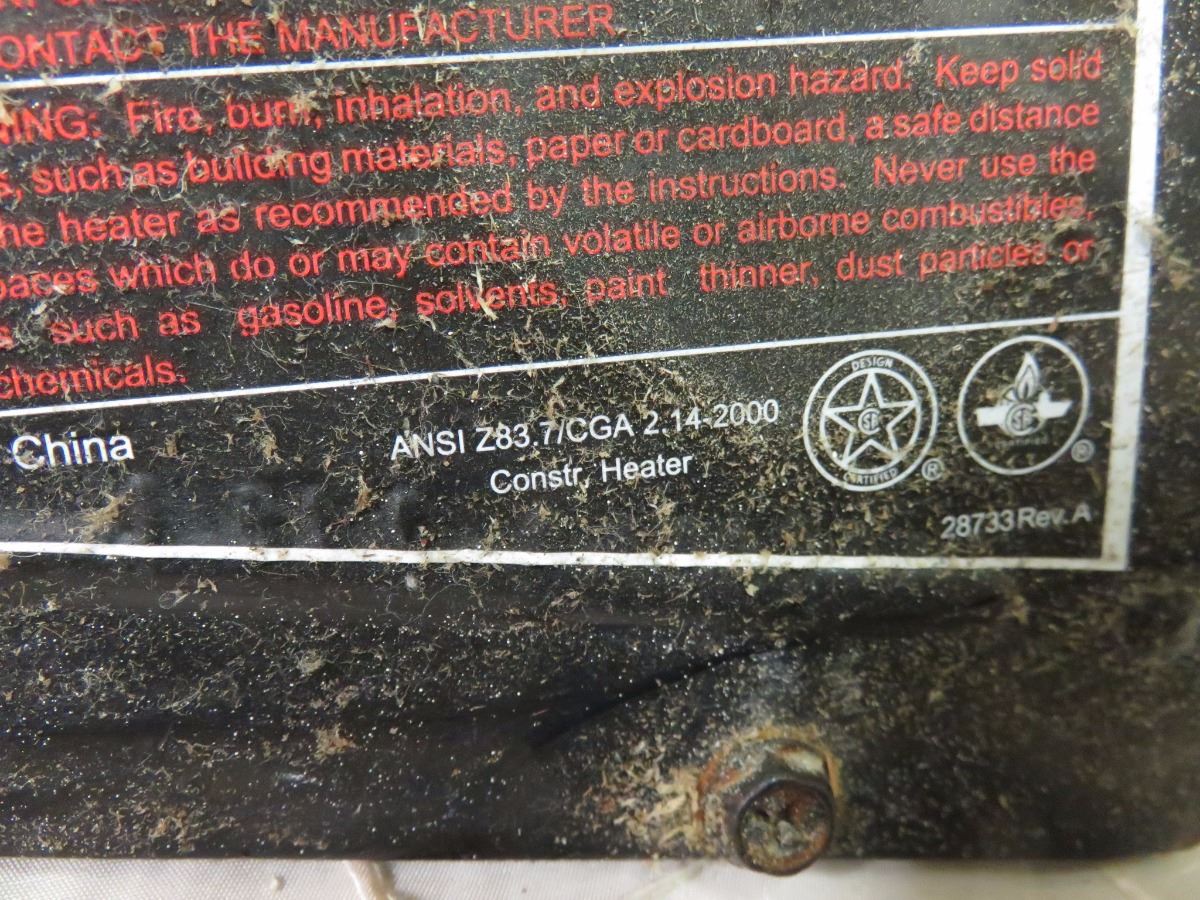 CONTACT THE MANUFACTURER.
WARNING: Fire, burn, inhalation, and explosion hazard. Keep solid
such as building materials, paper or cardboard, a safe distance
the heater as recommended by the instructions. Never use the
spaces which do or may contain volatile or airborne combustibles,
such as gasoline, solvents, paint thinner, dust particles or
chemicals.
China
ANSI Z83.7/CGA 2.14-2000
Constr. Heater
DESIGN
CERTIFIED
28733 Rev. A